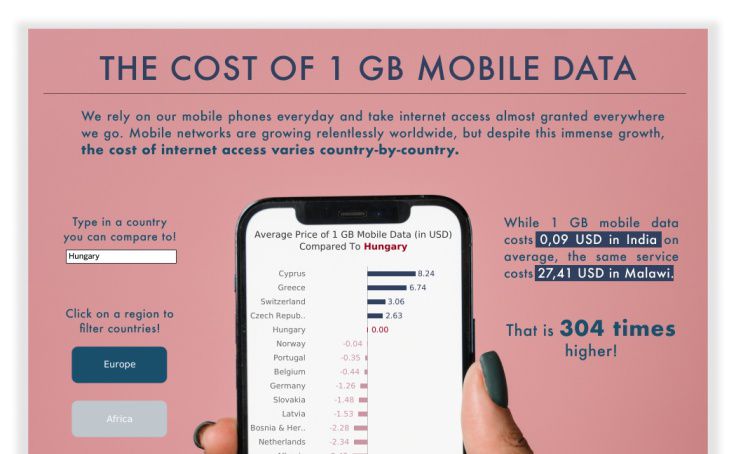 THE COST OF 1 GB MOBILE DATA
We rely on our mobile phones everyday and take internet access almost granted everywhere
we go. Mobile networks are growing relentlessly worldwide, but despite this immense growth,
the cost of internet access varies country-by-country.
Type in a country
you can compare to!
Hungary
Click on a region to
filter countries!
Europe
Africa
Average Price of 1 GB Mobile Data (in USD)
Compared To Hungary
Cyprus 8.24
Greece 6.74
Switzerland 3.06
Czech Repub.. 2.63
Hungary 0.00
Norway -0.04
Portugal -0.35
Belgium -0.44
Germany -1.26
Slovakia -1.48
Latvia -1.53
Bosnia & Her.. -2.28
Netherlands -2.34
While 1 GB mobile data
costs 0,09 USD in India on
average, the same service
costs 27,41 USD in Malawi.
That is 304 times
higher!